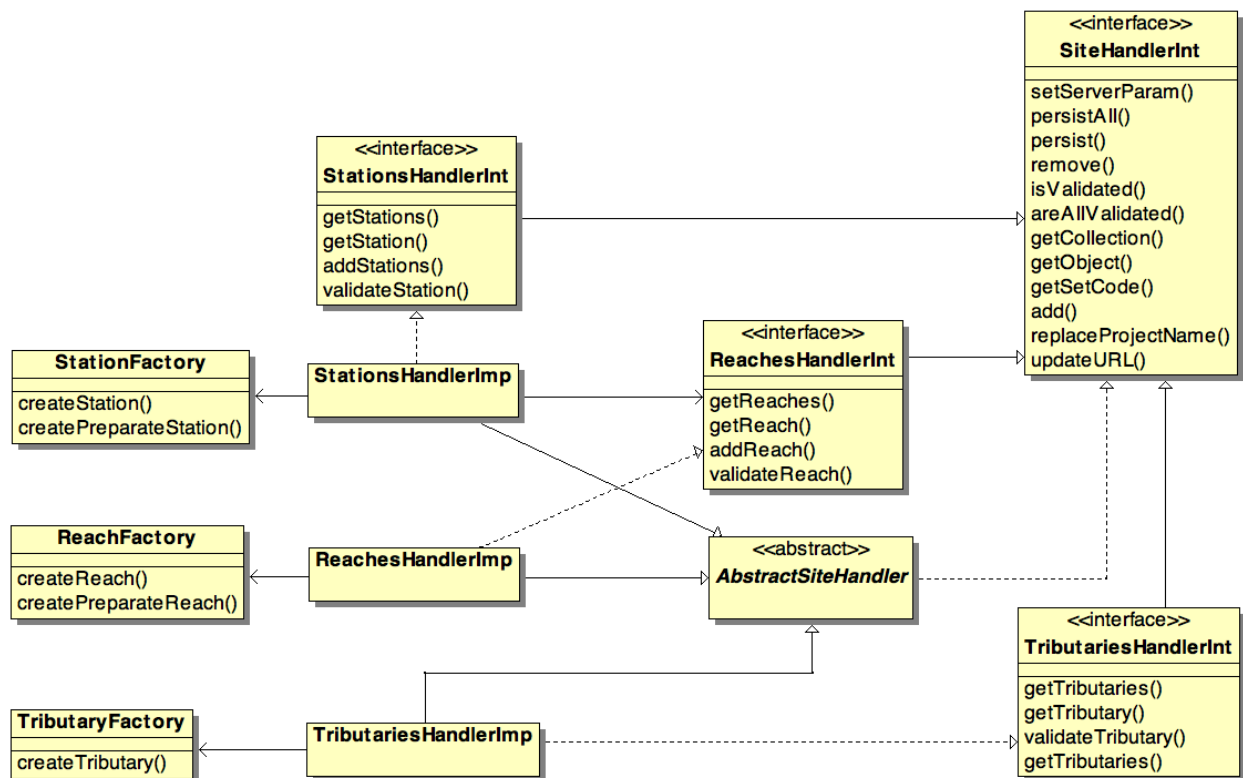 <<interface>>
SiteHandlerInt
setServerParam()
persistAll()
persist()
remove()
isValidated()
areAllValidated()
getCollection()
getObject()
getSetCode()
add()
replaceProjectName()
updateURL()
<<interface>>
StationsHandlerInt
getStations()
getStation()
addStations()
validateStation()
<<interface>>
ReachesHandlerInt
getReaches()
getReach()
addReach()
validateReach()
StationFactory
createStation()
createPreparateStation()
StationsHandlerImp
ReachFactory
createReach()
createPreparateReach()
ReachesHandlerImp
<<abstract>>
AbstractSiteHandler
<<interface>>
TributariesHandlerInt
getTributaries()
getTributary()
validateTributary()
getTributaries()
TributaryFactory
createTributary()
TributariesHandlerImp